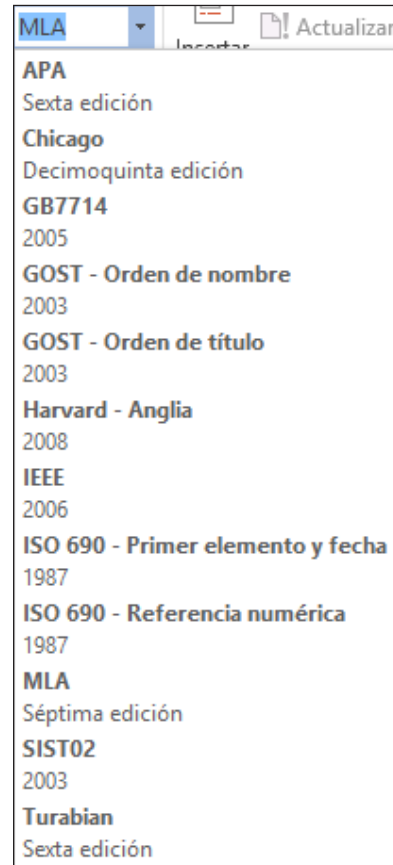 MLA
Insertar
Actualizar
APA
Sexta edición
Chicago
Decimoquinta edición
GB7714
2005
GOST - Orden de nombre
2003
GOST - Orden de título
2003
Harvard - Anglia
2008
IEEE
2006
ISO 690 - Primer elemento y fecha
1987
ISO 690 - Referencia numérica
1987
MLA
Séptima edición
SIST02
2003
Turabian
Sexta edición